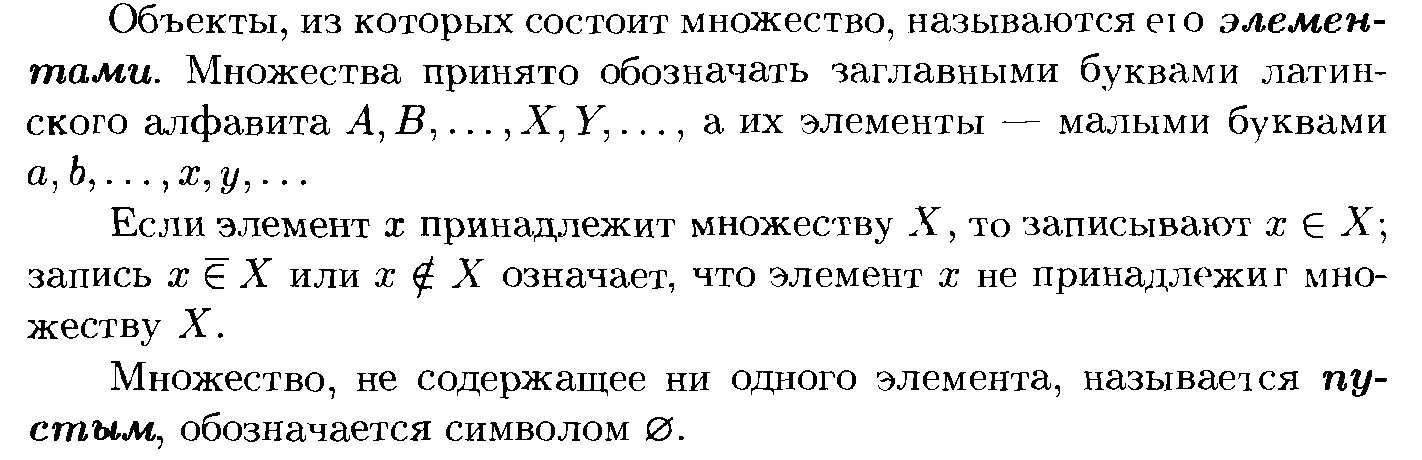 Объекты, из которых состоит множество, называются его элемен-
тами. Множества принято обозначать заглавными буквами латин-
ского алфавита A, B, ..., X, Y, ..., а их элементы — малыми буквами
a, b, ..., x, y, ...
Если элемент x принадлежит множеству X, то записывают x ∈ X;
запись x ∈̅ X или x ∉ X означает, что элемент x не принадлежит мно-
жеству X.
Множество, не содержащее ни одного элемента, называется пу-
стым, обозначается символом ∅.